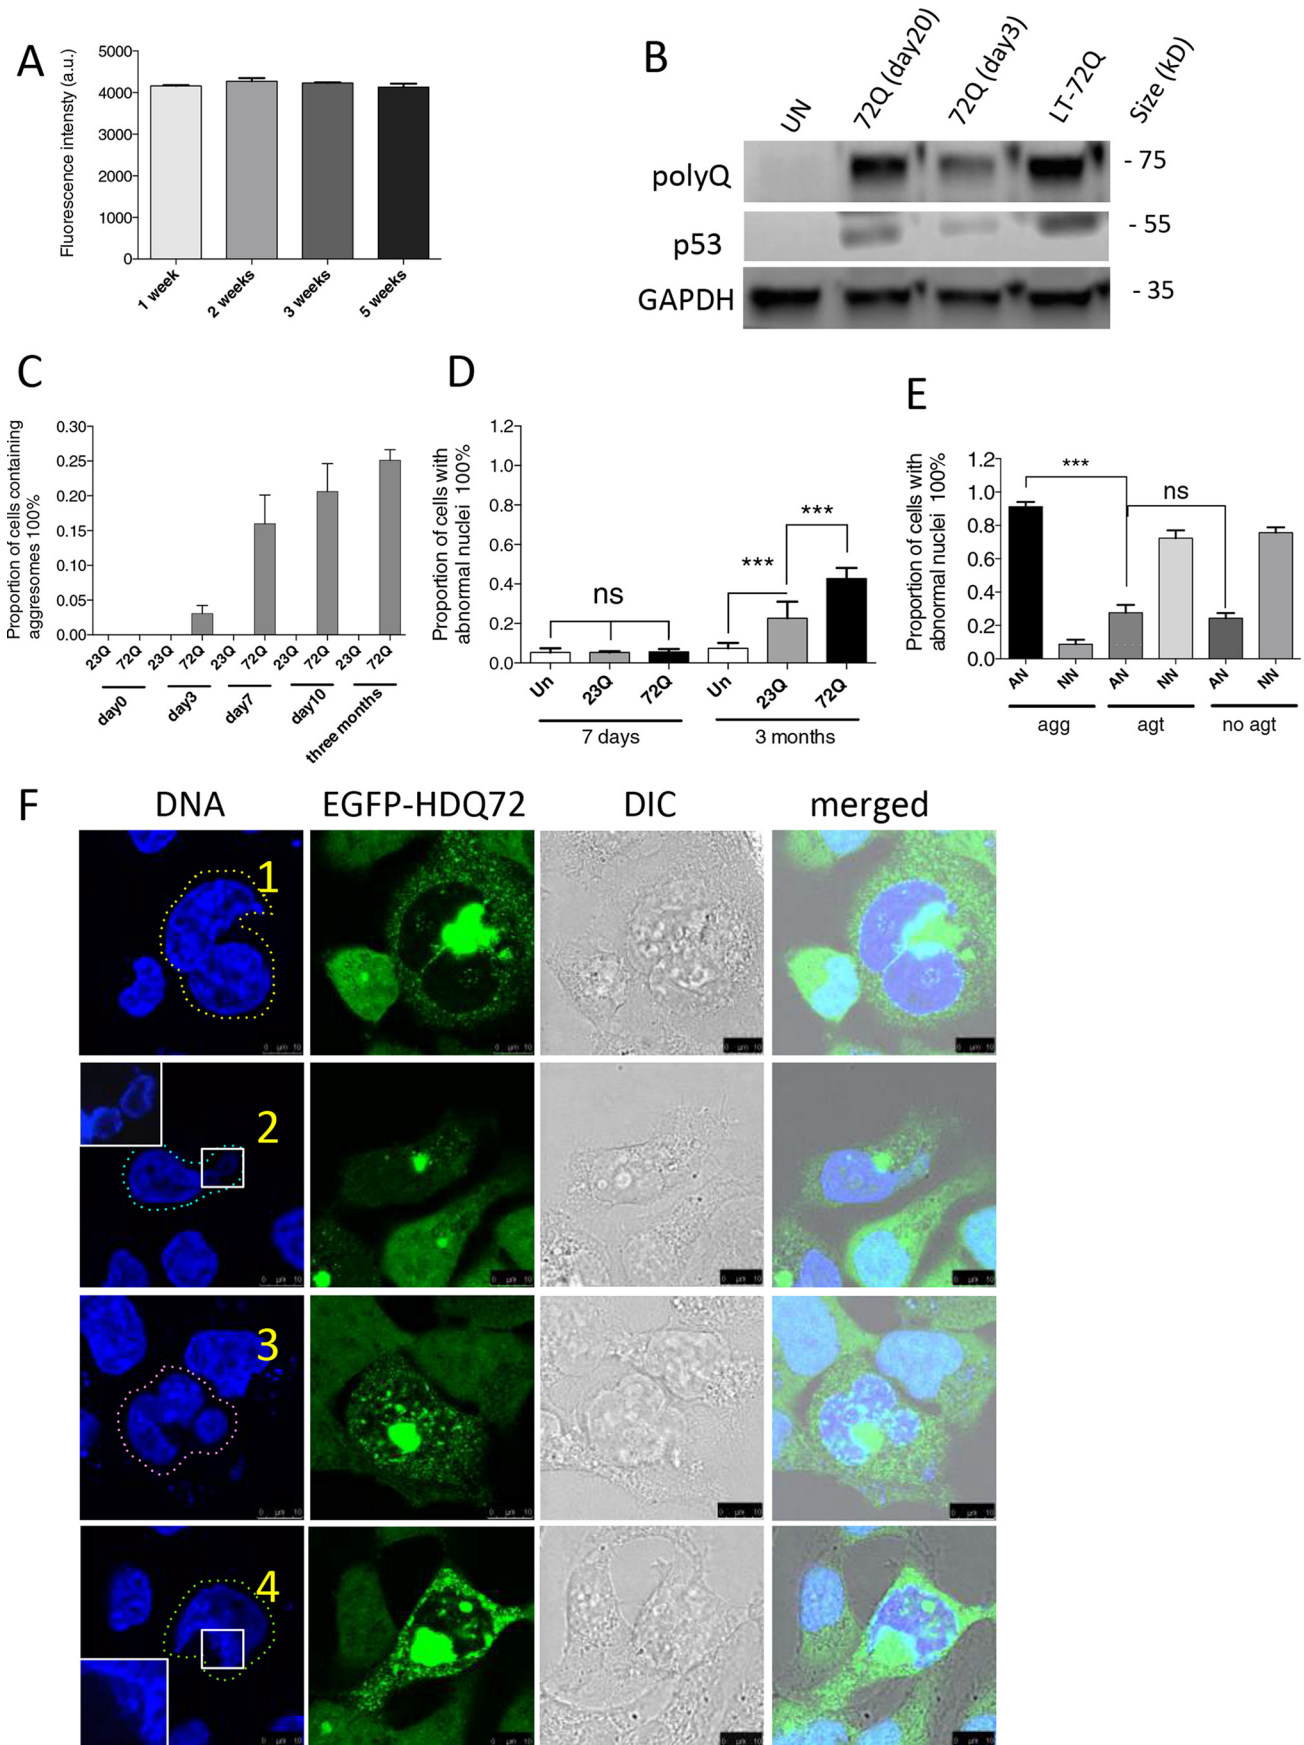 A
Fluorescence intensty (a.u.)
5000
4000
3000
2000
1000
0
1 week
2 weeks
3 weeks
5 weeks
B
UN
72Q (day20)
72Q (day3)
LT-72Q
Size (kD)
polyQ
- 75
p53
- 55
GAPDH
- 35
C
Proportion of cells containing
aggresomes 100%
0.30
0.25
0.20
0.15
0.10
0.05
0.00
23Q 72Q 23Q 72Q 23Q 72Q 23Q 72Q 23Q 72Q
day0
day3
day7
day10
three months
D
Proportion of cells with
abnormal nuclei 100%
1.2
1.0
0.8
0.6
0.4
0.2
0.0
ns
***
***
Un 23Q 72Q Un 23Q 72Q
7 days
3 months
E
Proportion of cells with
abnormal nuclei 100%
1.2
1.0
0.8
0.6
0.4
0.2
0.0
***
ns
AN NN AN NN AN NN
agg
agt
no agt
F
DNA
EGFP-HDQ72
DIC
merged
1
2
3
4